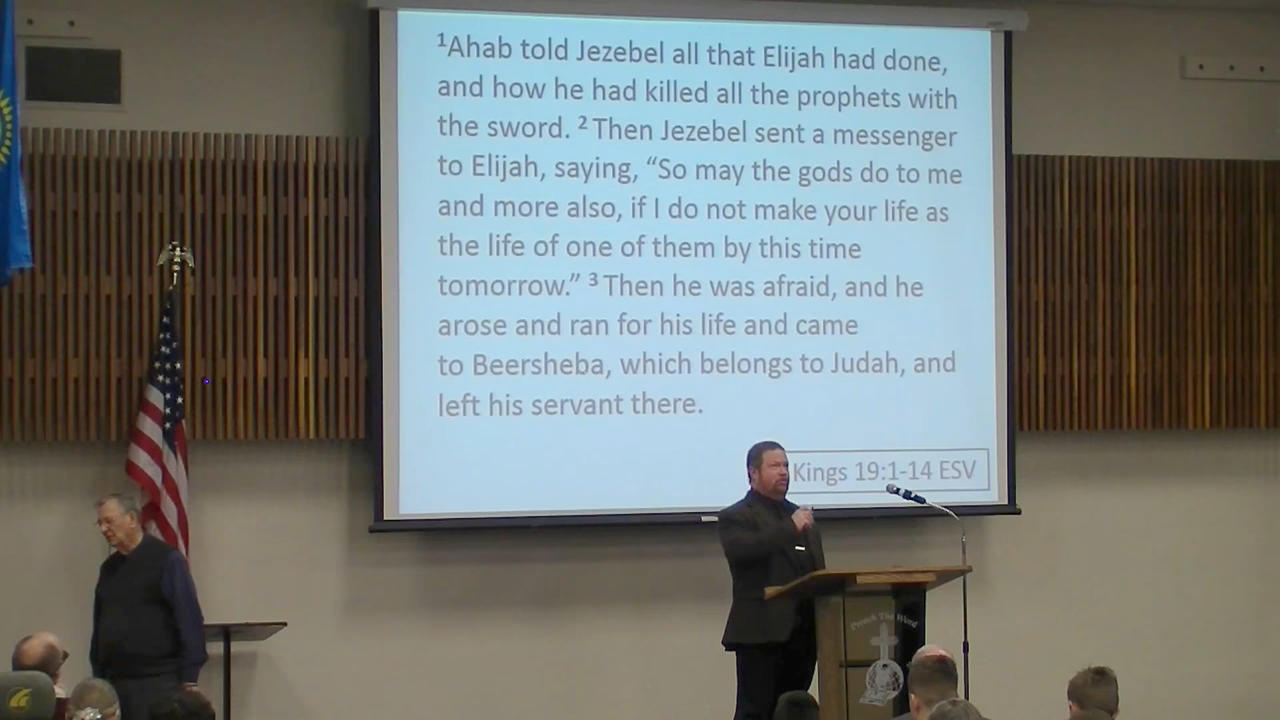 ¹Ahab told Jezebel all that Elijah had done,
and how he had killed all the prophets with
the sword. ² Then Jezebel sent a messenger
to Elijah, saying, “So may the gods do to me
and more also, if I do not make your life as
the life of one of them by this time
tomorrow.” ³ Then he was afraid, and he
arose and ran for his life and came
to Beersheba, which belongs to Judah, and
left his servant there.
Kings 19:1-14 ESV
Preach The Word